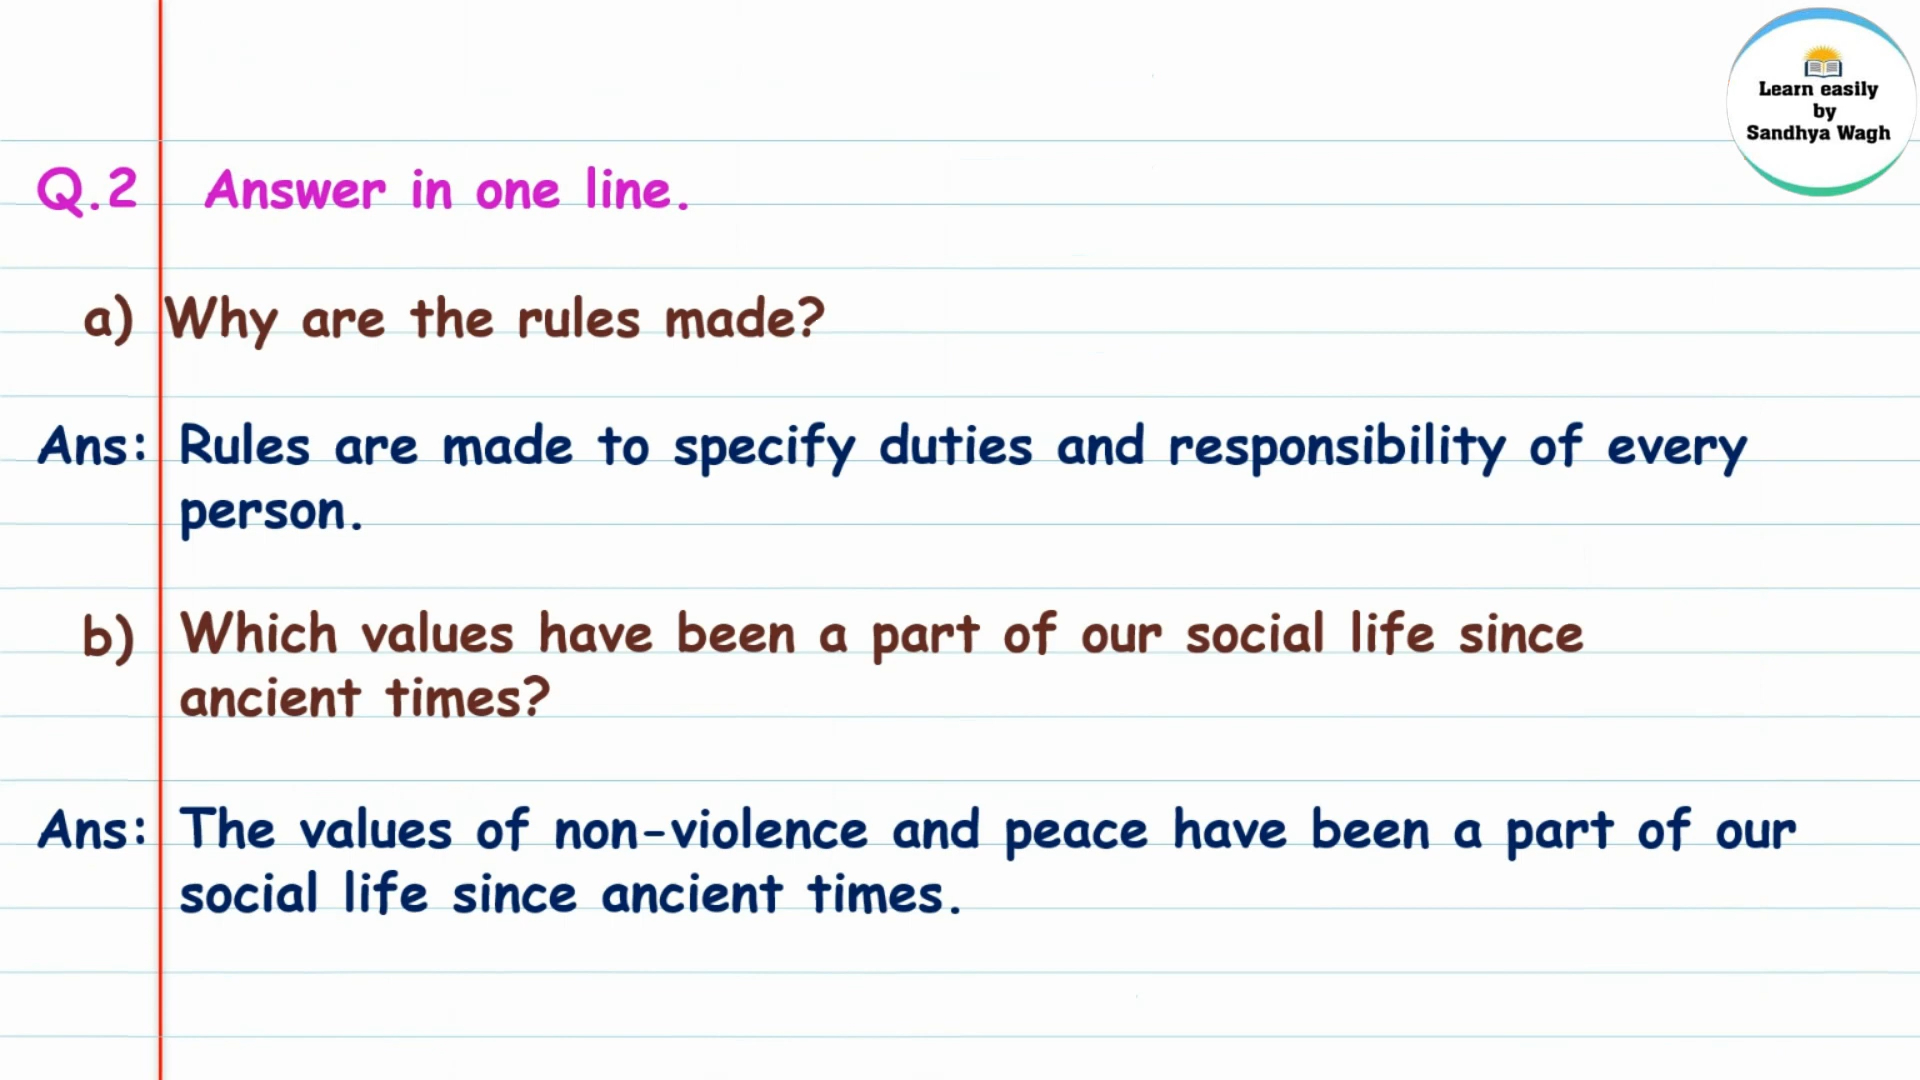 Learn easily
by
Sandhya Wagh
Q.2 Answer in one line.
a) Why are the rules made?
Ans: Rules are made to specify duties and responsibility of every
person.
b) Which values have been a part of our social life since
ancient times?
Ans: The values of non-violence and peace have been a part of our
social life since ancient times.